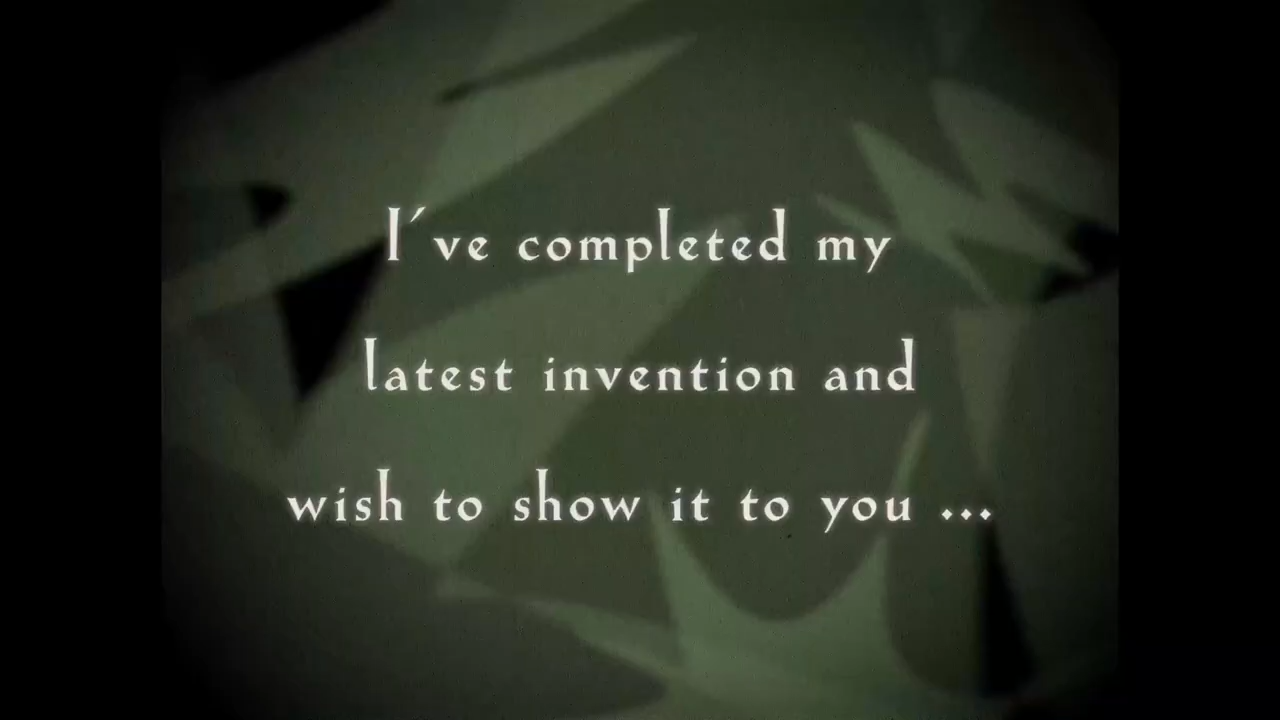 I´ve completed my
latest invention and
wish to show it to you ...